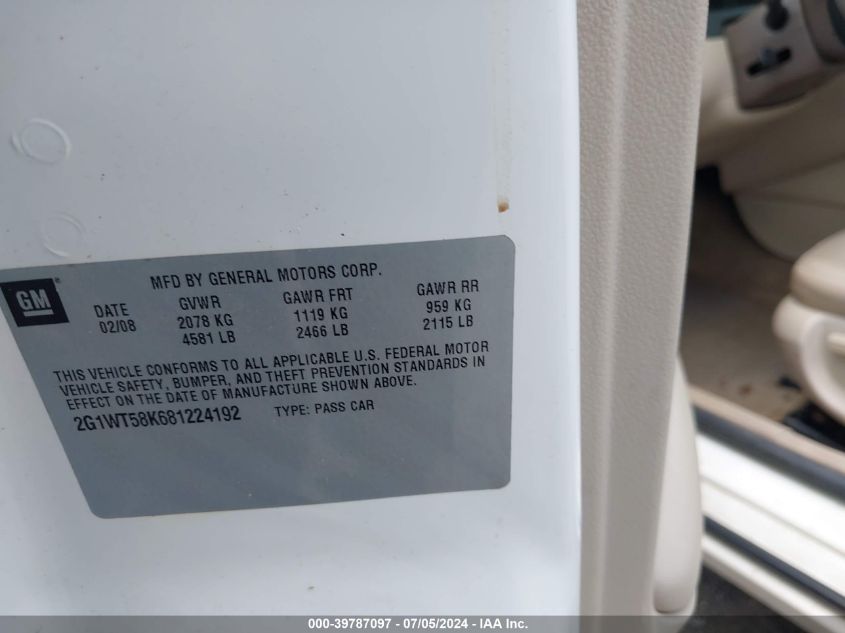 GM
MFD BY GENERAL MOTORS CORP.
DATE GVWR GAWR FRT GAWR RR
02/08 2078 KG 1119 KG 959 KG
4581 LB 2466 LB 2115 LB
THIS VEHICLE CONFORMS TO ALL APPLICABLE U.S. FEDERAL MOTOR
VEHICLE SAFETY, BUMPER, AND THEFT PREVENTION STANDARDS IN
EFFECT ON THE DATE OF MANUFACTURE SHOWN ABOVE.
2G1WT58K681224192 TYPE: PASS CAR
000-39787097 - 07/05/2024 - IAA Inc.